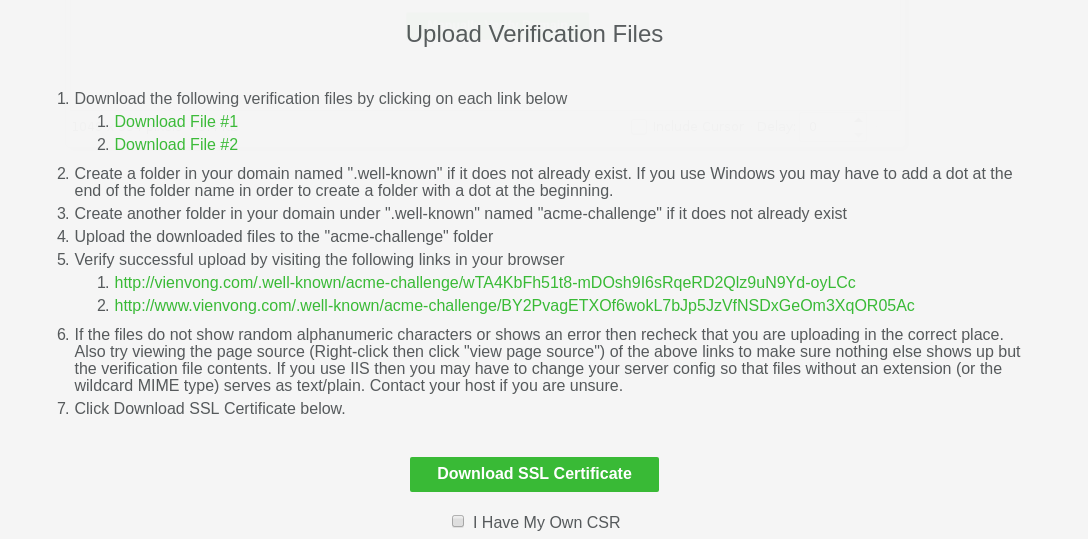 Upload Verification Files
1. Download the following verification files by clicking on each link below
1. Download File #1
2. Download File #2
2. Create a folder in your domain named ".well-known" if it does not already exist. If you use Windows you may have to add a dot at the
end of the folder name in order to create a folder with a dot at the beginning.
3. Create another folder in your domain under ".well-known" named "acme-challenge" if it does not already exist
4. Upload the downloaded files to the "acme-challenge" folder
5. Verify successful upload by visiting the following links in your browser
1. http://vienvong.com/.well-known/acme-challenge/wTA4KbFh51t8-mDOsh9I6sRqeRD2Qlz9uN9Yd-oyLCc
2. http://www.vienvong.com/.well-known/acme-challenge/BY2PvagETXOf6wokL7bJp5JzVfNSDxGeOm3XqOR05Ac
6. If the files do not show random alphanumeric characters or shows an error then recheck that you are uploading in the correct place.
Also try viewing the page source (Right-click then click "view page source") of the above links to make sure nothing else shows up but
the verification file contents. If you use IIS then you may have to change your server config so that files without an extension (or the
wildcard MIME type) serves as text/plain. Contact your host if you are unsure.
7. Click Download SSL Certificate below.
Download SSL Certificate
I Have My Own CSR